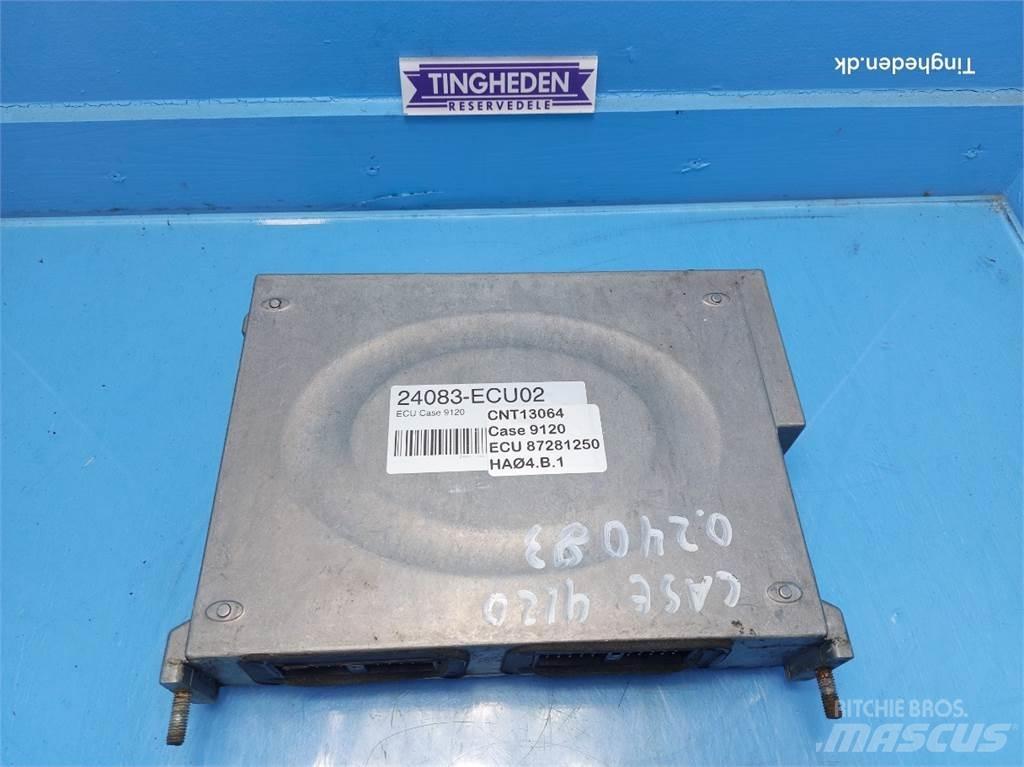 TINGHEDEN
RESERVEDELE
Tingheden.dk
24083-ECU02
ECU Case 9120
CNT13064
Case 9120
ECU 87281250
HAØ4.B.1
0.24083
CASE 9120
RITCHIE BROS.
MASCUS